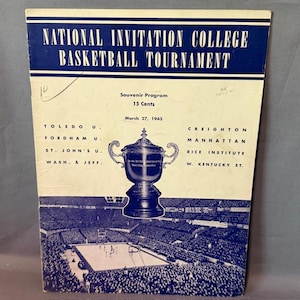 NATIONAL INVITATION COLLEGE
BASKETBALL TOURNAMENT
Souvenir Program
15 Cents
March 27, 1943
TOLEDO U.
FORDHAM U.
ST. JOHN'S U.
WASH. & JEFF.
CREIGHTON
MANHATTAN
RICE INSTITUTE
W. KENTUCKY ST.